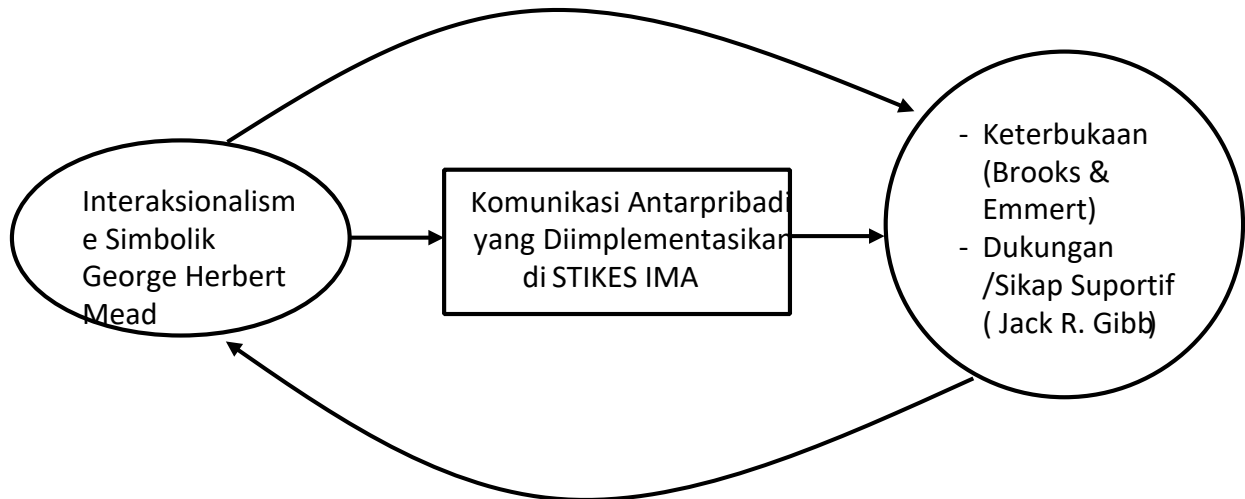 Interaksionalism
e Simbolik
George Herbert
Mead
Komunikasi Antarpribadi
yang Diimplementasikan
di STIKES IMA
- Keterbukaan
(Brooks &
Emmert)
- Dukungan
/Sikap Suportif
( Jack R. Gibb)